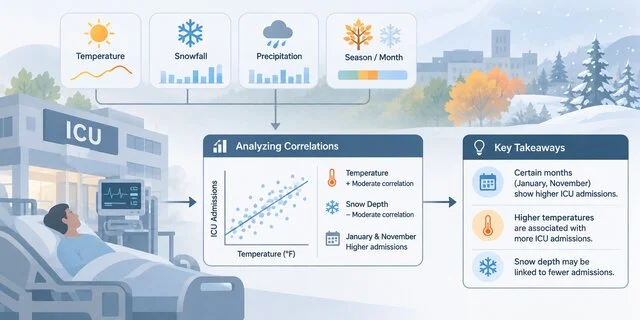 Temperature
Snowfall
Precipitation
Season / Month
ICU
Analyzing Correlations
ICU Admissions
Temperature (°F)
Temperature
+ Moderate correlation
Snow Depth
– Moderate correlation
January & November
Higher admissions
Key Takeaways
Certain months
(January, November)
show higher ICU admissions.
Higher temperatures
are associated with
more ICU admissions.
Snow depth may be
linked to fewer admissions.